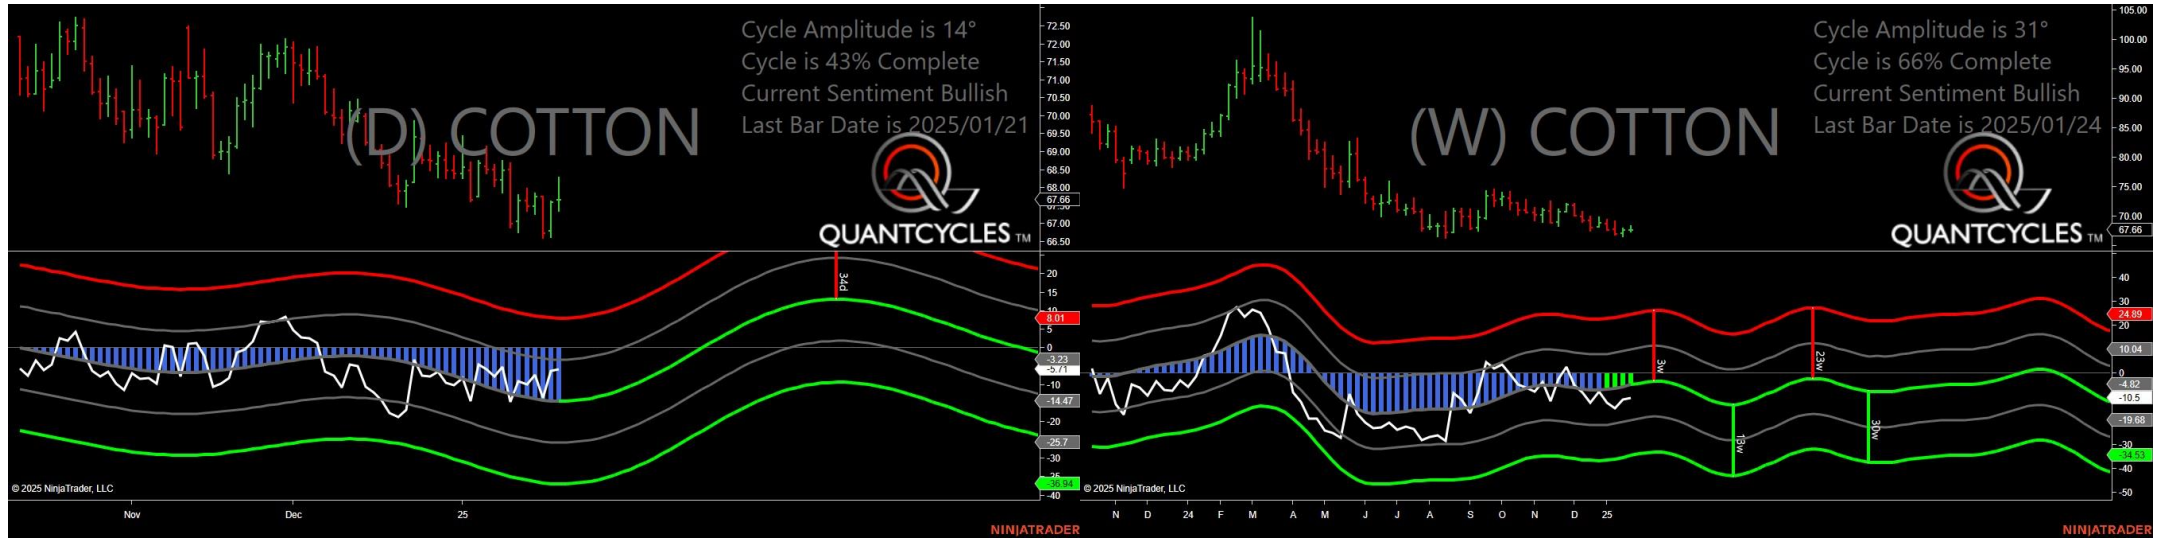 Cycle Amplitude is 14°
Cycle is 43% Complete
Current Sentiment Bullish
Last Bar Date is 2025/01/21
(D) COTTON
QUANTCYCLES TM
72.50
72.00
71.50
71.00
70.50
70.00
69.50
69.00
68.50
68.00
67.66
67.00
66.50
34d
20
15
10
8.01
5
0
-3.23
-5.71
-10
-14.47
-20
-25.7
-30
-36.94
-40
© 2025 NinjaTrader, LLC
Nov
Dec
25
NINJATRADER
Cycle Amplitude is 31°
Cycle is 66% Complete
Current Sentiment Bullish
Last Bar Date is 2025/01/24
(W) COTTON
QUANTCYCLES TM
105.00
100.00
95.00
90.00
85.00
80.00
75.00
70.00
67.66
3w
23w
13w
30w
40
30
24.89
20
10.04
0
-4.82
-10.5
-19.68
-30
-34.53
-40
-50
© 2025 NinjaTrader, LLC
N D 24 F M A M J J A S O N D 25
NINJATRADER